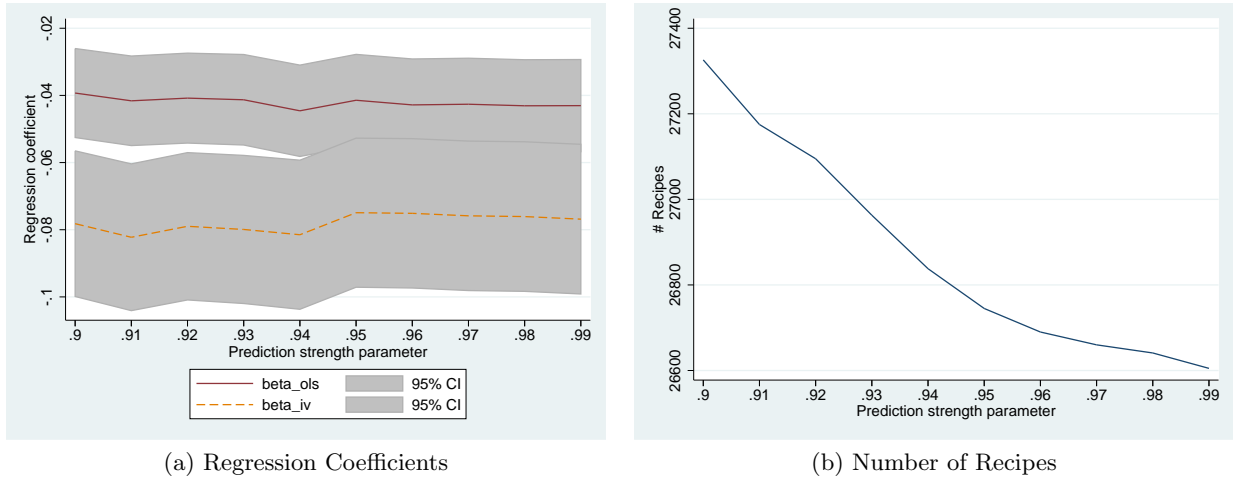 -.02
-.04
-.06
-.08
-.1
Regression coefficient
.9 .91 .92 .93 .94 .95 .96 .97 .98 .99
Prediction strength parameter
beta_ols 95% CI
beta_iv 95% CI
(a) Regression Coefficients
27400
27200
27000
26800
26600
# Recipes
.9 .91 .92 .93 .94 .95 .96 .97 .98 .99
Prediction strength parameter
(b) Number of Recipes